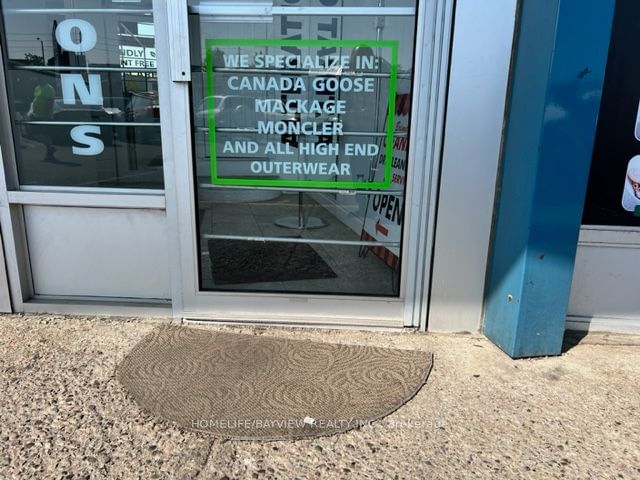 ONS
WE SPECIALIZE IN:
CANADA GOOSE
MACKAGE
MONCLER
AND ALL HIGH END
OUTERWEAR
OPEN
HOMELIFE/BAYVIEW REALTY INC., Brokerage